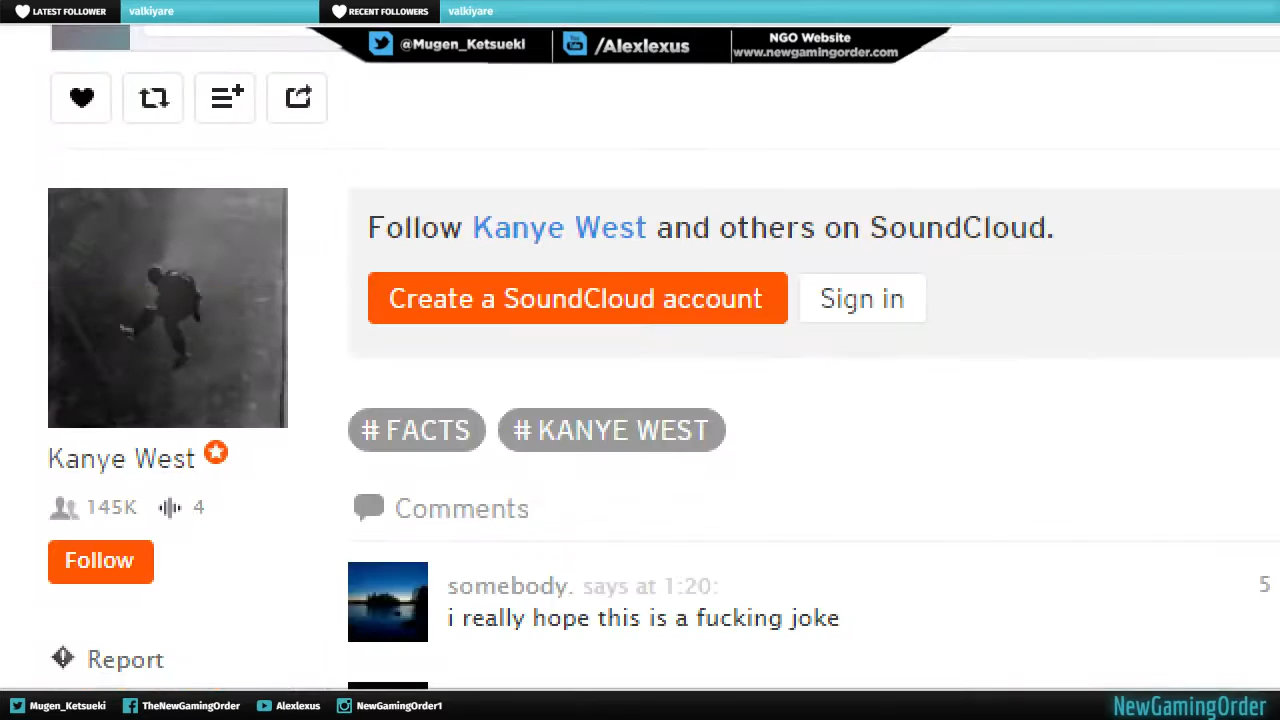 LATEST FOLLOWER valkiyare RECENT FOLLOWERS valkiyare
@Mugen_Ketsueki /Alexlexus NGO Website
www.newgamingorder.com
Follow Kanye West and others on SoundCloud.
Create a SoundCloud account Sign in
# FACTS # KANYE WEST
Kanye West
145K 4
Comments
Follow
somebody. says at 1:20: 5
i really hope this is a fucking joke
Report
Mugen_Ketsueki TheNewGamingOrder Alexlexus NewGamingOrder1 NewGamingOrder